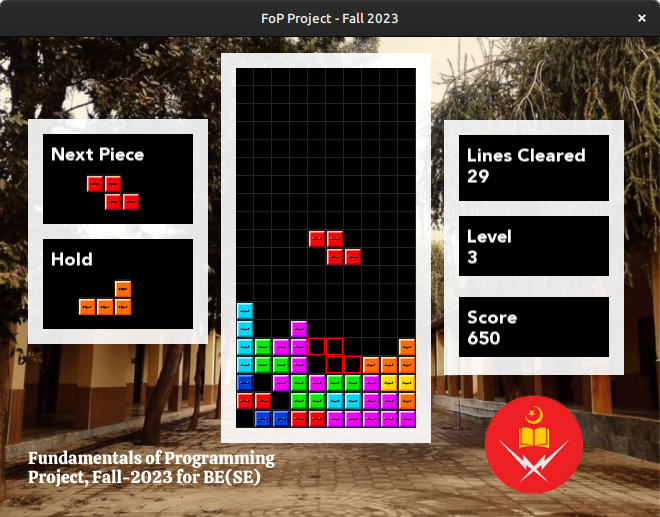 FoP Project - Fall 2023
Next Piece
Hold
Lines Cleared
29
Level
3
Score
650
Fundamentals of Programming
Project, Fall-2023 for BE(SE)